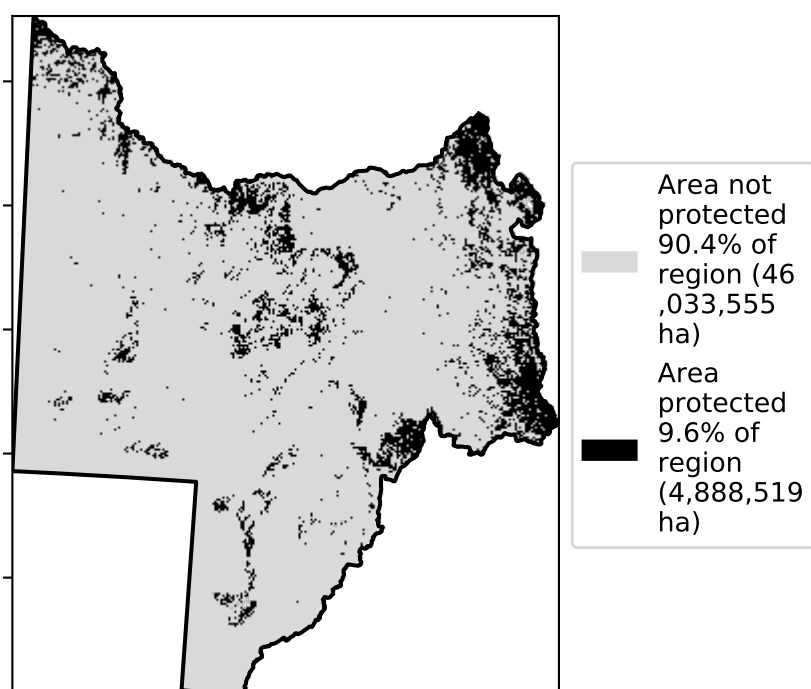 Area not
protected
90.4% of
region (46
,033,555
ha)
Area
protected
9.6% of
region
(4,888,519
ha)